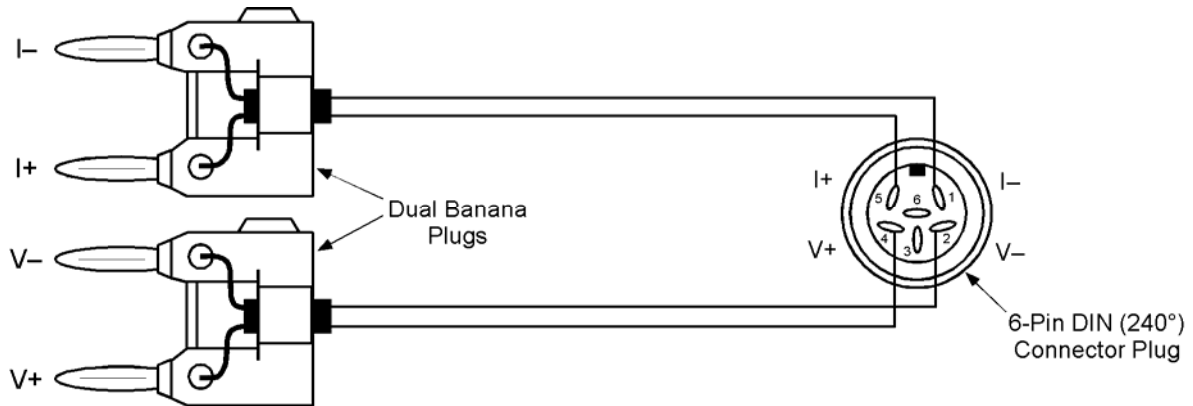 I–
I+
Dual Banana
Plugs
V–
V+
I+
I–
5
6
1
4
3
2
V+
V–
6-Pin DIN (240°)
Connector Plug